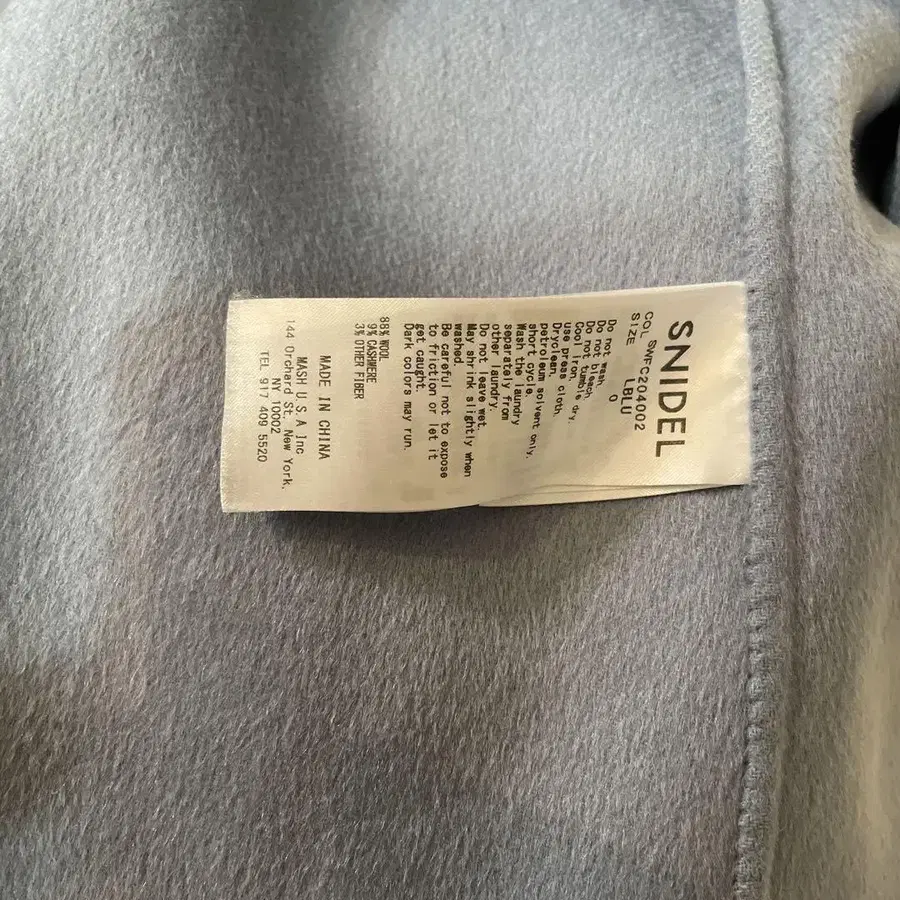 SNIDEL
COL SWFC204002
LBLU
SIZE 0
Do not wash
Do not bleach
Do not tumble dry.
Cool Iron.
use press cloth.
Dryclean.
petroleum solvent only.
short cycle.
Wash the laundry
separately from
other laundry.
Do not leave wet.
May shrink slightly when
washed.
Be careful not to expose
to friction or let it
get caught.
Dark colors may run.
88% WOOL
9% CASHMERE
3% OTHER FIBER
MADE IN CHINA
MASH U.S.A Inc
144 Orchard St. New York.
NY 10002
TEL 917 409 5520